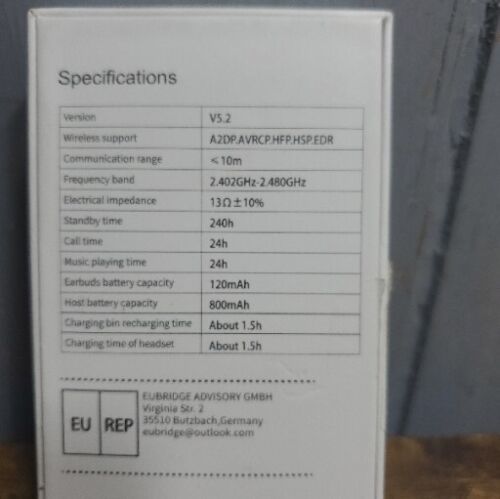 Specifications
Version V5.2
Wireless support A2DP.AVRCP.HFP.HSP.EDR
Communication range <10m
Frequency band 2.402GHz-2.480GHz
Electrical impedance 13Ω±10%
Standby time 240h
Call time 24h
Music playing time 24h
Earbuds battery capacity 120mAh
Host battery capacity 800mAh
Charging bin recharging time About 1.5h
Charging time of headset About 1.5h
EU REP
EUBRIDGE ADVISORY GMBH
Virginia Str. 2
35510 Butzbach,Germany
eubridge@outlook.com